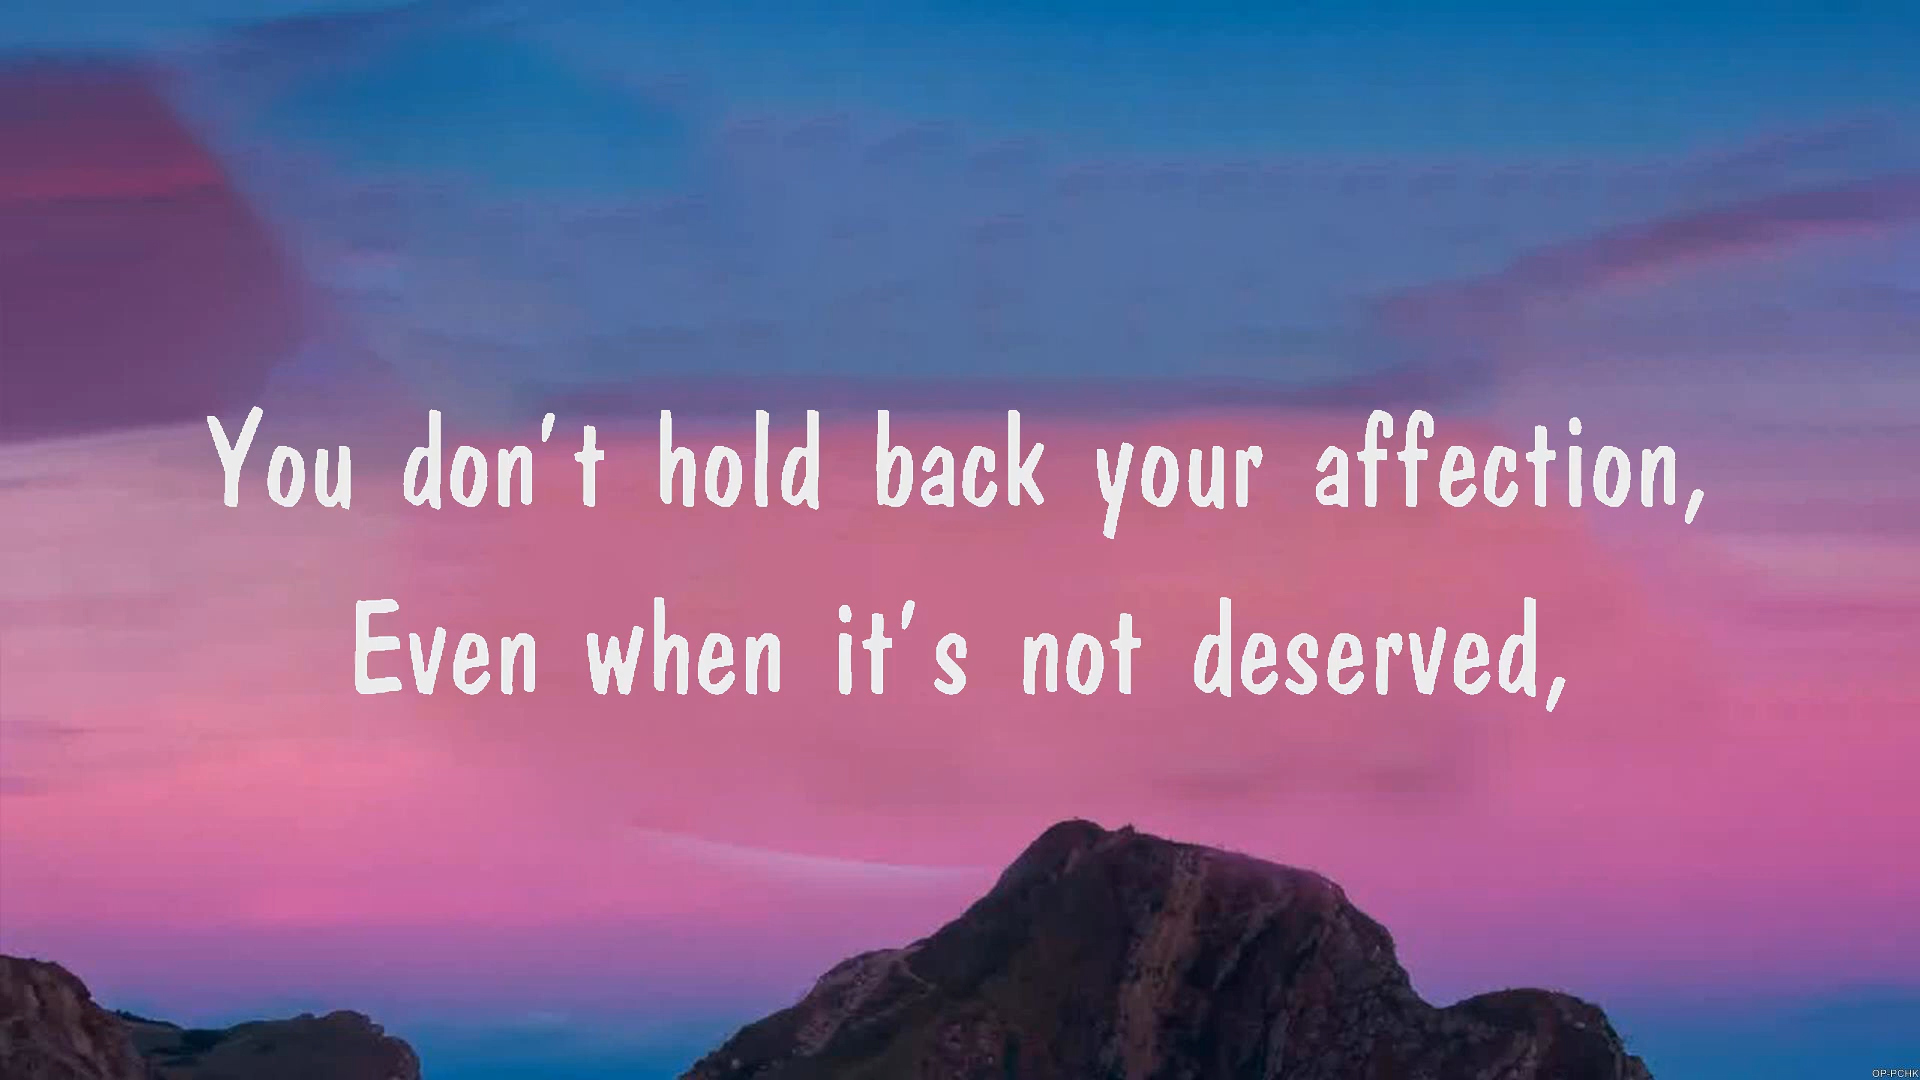 You don't hold back your affection,
Even when it's not deserved,
OP-PCHK